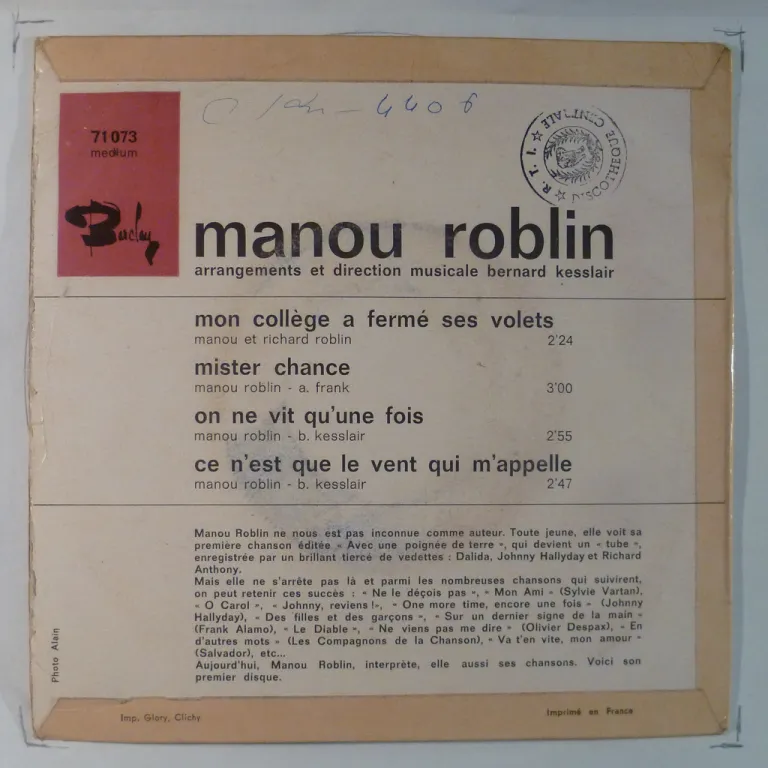 4406
71 073
medium
Barclay
R. T. I. ☆ DISCOTHEQUE CENTRALE ☆
manou roblin
arrangements et direction musicale bernard kesslair
mon collège a fermé ses volets
manou et richard roblin 2'24
mister chance
manou roblin - a. frank 3'00
on ne vit qu'une fois
manou roblin - b. kesslair 2'55
ce n'est que le vent qui m'appelle
manou roblin - b. kesslair 2'47
Manou Roblin ne nous est pas inconnue comme auteur. Toute jeune, elle voit sa
première chanson éditée « Avec une poignée de terre », qui devient un « tube »,
enregistrée par un brillant tiercé de vedettes : Dalida, Johnny Hallyday et Richard
Anthony.
Mais elle ne s'arrête pas là et parmi les nombreuses chansons qui suivirent,
on peut retenir ces succès : « Ne le déçois pas », « Mon Ami » (Sylvie Vartan),
« O Carol », « Johnny, reviens !», « One more time, encore une fois » (Johnny
Hallyday), « Des filles et des garçons », « Sur un dernier signe de la main »
(Frank Alamo), « Le Diable », « Ne viens pas me dire » (Olivier Despax), « En
d'autres mots » (Les Compagnons de la Chanson), « Va t'en vite, mon amour »
(Salvador), etc...
Aujourd'hui, Manou Roblin, interprète, elle aussi ses chansons. Voici son
premier disque.
Photo Alain
Imp. Glory, Clichy
Imprimé en France